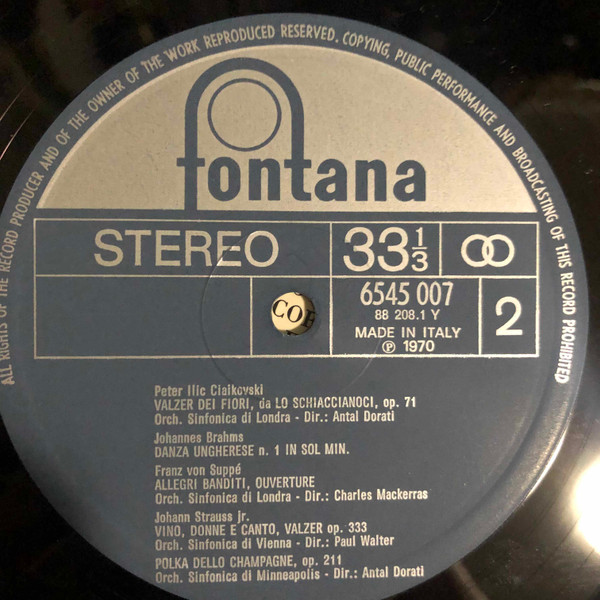 ALL RIGHTS OF THE RECORD PRODUCER AND OF THE OWNER OF THE WORK REPRODUCED RESERVED. COPYING, PUBLIC PERFORMANCE AND BROADCASTING OF THIS RECORD PROHIBITED
fontana
STEREO 33 1/3
6545 007
88 208.1 Y
MADE IN ITALY
℗ 1970
2
Peter Ilic Ciaikovski
VALZER DEI FIORI, da LO SCHIACCIANOCI, op. 71
Orch. Sinfonica di Londra - Dir.: Antal Dorati
Johannes Brahms
DANZA UNGHERESE n. 1 IN SOL MIN.
Franz von Suppé
ALLEGRI BANDITI, OUVERTURE
Orch. Sinfonica di Londra - Dir.: Charles Mackerras
Johann Strauss jr.
VINO, DONNE E CANTO, VALZER op. 333
Orch. Sinfonica di Vienna - Dir.: Paul Walter
POLKA DELLO CHAMPAGNE, op. 211
Orch. Sinfonica di Minneapolis - Dir.: Antal Dorati